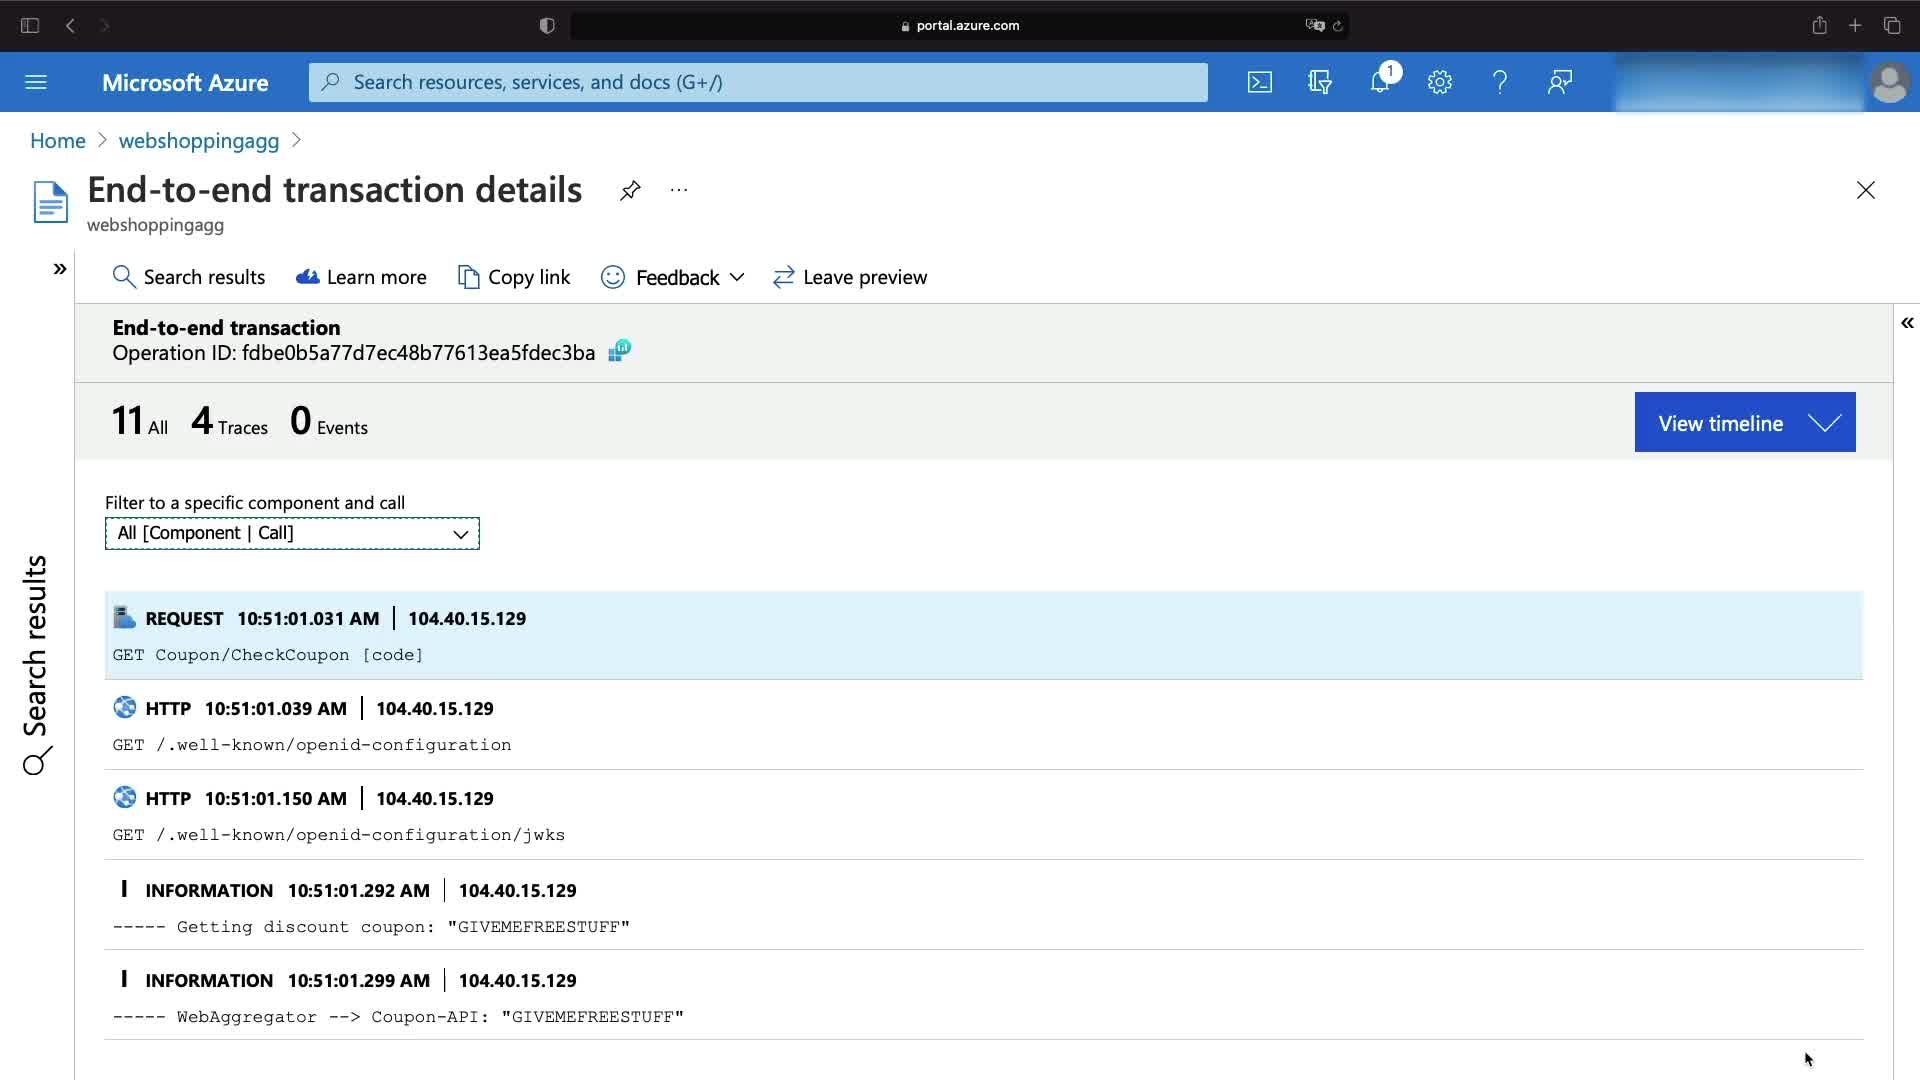 portal.azure.com
Microsoft Azure
Search resources, services, and docs (G+/)
1
Home > webshoppingagg >
End-to-end transaction details
...
webshoppingagg
Search results
Learn more
Copy link
Feedback
Leave preview
End-to-end transaction
Operation ID: fdbe0b5a77d7ec48b77613ea5fdec3ba
11 All 4 Traces 0 Events
View timeline
Filter to a specific component and call
All [Component | Call]
Search results
REQUEST 10:51:01.031 AM | 104.40.15.129
GET Coupon/CheckCoupon [code]
HTTP 10:51:01.039 AM | 104.40.15.129
GET /.well-known/openid-configuration
HTTP 10:51:01.150 AM | 104.40.15.129
GET /.well-known/openid-configuration/jwks
INFORMATION 10:51:01.292 AM | 104.40.15.129
----- Getting discount coupon: "GIVEMEFREESTUFF"
INFORMATION 10:51:01.299 AM | 104.40.15.129
----- WebAggregator --> Coupon-API: "GIVEMEFREESTUFF"